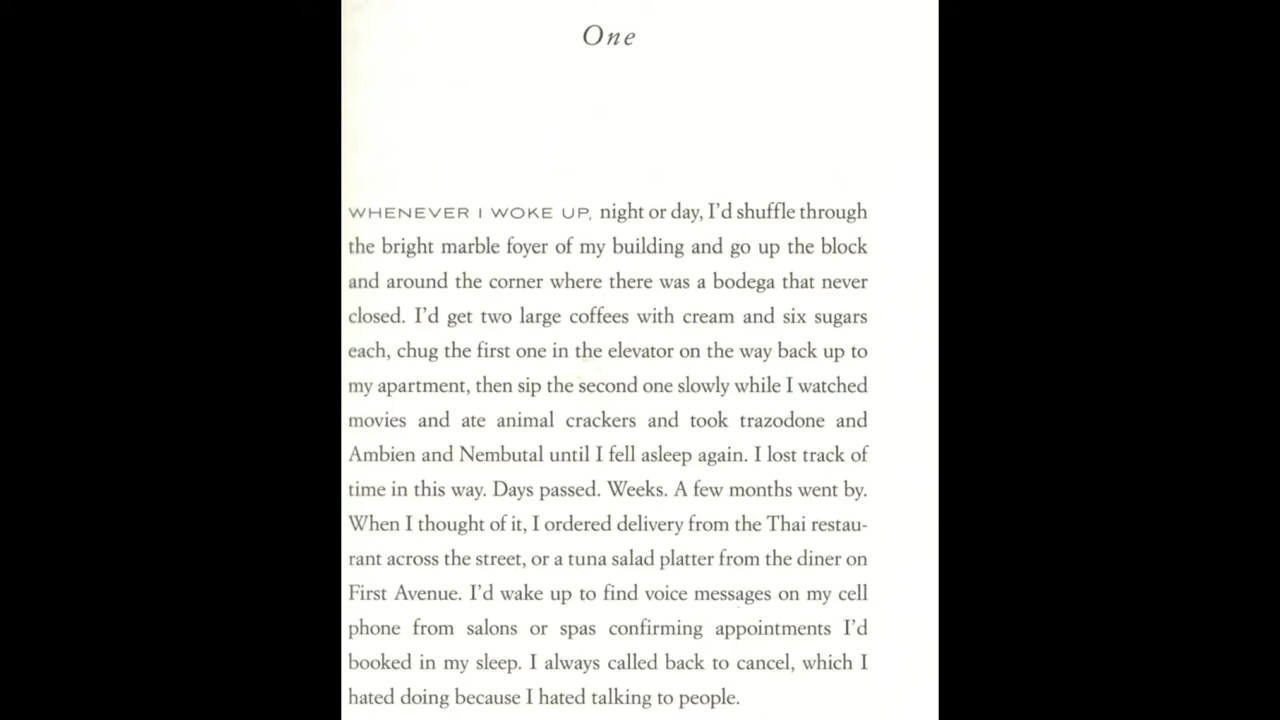 One
WHENEVER I WOKE UP, night or day, I'd shuffle through
the bright marble foyer of my building and go up the block
and around the corner where there was a bodega that never
closed. I'd get two large coffees with cream and six sugars
each, chug the first one in the elevator on the way back up to
my apartment, then sip the second one slowly while I watched
movies and ate animal crackers and took trazodone and
Ambien and Nembutal until I fell asleep again. I lost track of
time in this way. Days passed. Weeks. A few months went by.
When I thought of it, I ordered delivery from the Thai restau-
rant across the street, or a tuna salad platter from the diner on
First Avenue. I'd wake up to find voice messages on my cell
phone from salons or spas confirming appointments I'd
booked in my sleep. I always called back to cancel, which I
hated doing because I hated talking to people.